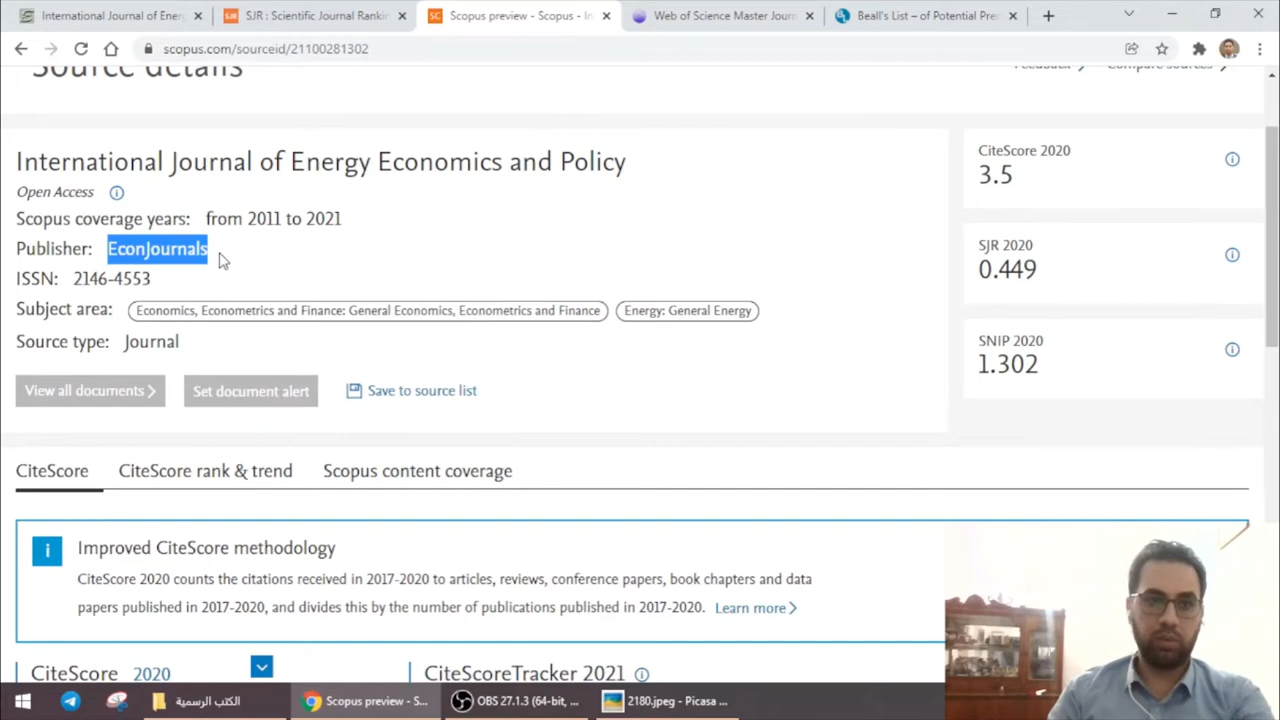 International Journal of Energ
SJR : Scientific Journal Rankin
Scopus preview - Scopus - In
Web of Science Master Journ
Beall's List – of Potential Pred
scopus.com/sourceid/21100281302
Source details
Feedback
Compare sources
International Journal of Energy Economics and Policy
Open Access
Scopus coverage years: from 2011 to 2021
Publisher: EconJournals
ISSN: 2146-4553
Subject area: Economics, Econometrics and Finance: General Economics, Econometrics and Finance Energy: General Energy
Source type: Journal
View all documents >
Set document alert
Save to source list
CiteScore 2020
3.5
SJR 2020
0.449
SNIP 2020
1.302
CiteScore CiteScore rank & trend Scopus content coverage
Improved CiteScore methodology
CiteScore 2020 counts the citations received in 2017-2020 to articles, reviews, conference papers, book chapters and data
papers published in 2017-2020, and divides this by the number of publications published in 2017-2020. Learn more >
CiteScore 2020
CiteScoreTracker 2021
الكتب الرسمية
Scopus preview - S...
OBS 27.1.3 (64-bit, ...
2180.jpeg - Picasa ...